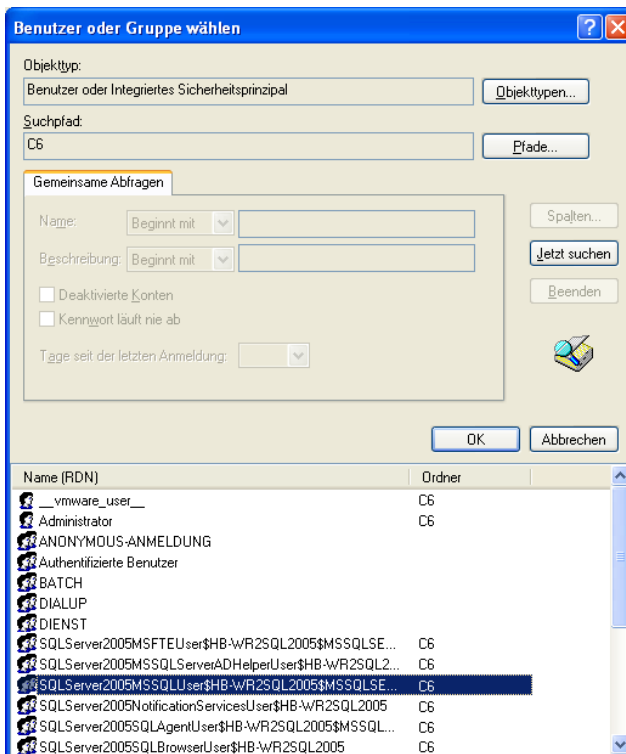 Benutzer oder Gruppe wählen
Objekttyp:
Benutzer oder Integriertes Sicherheitsprinzipal
Objekttypen...
Suchpfad:
C6
Pfade...
Gemeinsame Abfragen
Name: Beginnt mit
Spalten...
Beschreibung: Beginnt mit
Jetzt suchen
Deaktivierte Konten
Beenden
Kennwort läuft nie ab
Tage seit der letzten Anmeldung:
OK Abbrechen
Name (RDN) Ordner
__vmware_user__ C6
Administrator C6
ANONYMOUS-ANMELDUNG
Authentifizierte Benutzer
BATCH
DIALUP
DIENST
SQLServer2005MSFTEUser$HB-WR2SQL2005$MSSQLSE... C6
SQLServer2005MSSQLServerADHelperUser$HB-WR2SQL2... C6
SQLServer2005MSSQLUser$HB-WR2SQL2005$MSSQLSE... C6
SQLServer2005NotificationServicesUser$HB-WR2SQL2005 C6
SQLServer2005SQLAgentUser$HB-WR2SQL2005$MSSQL... C6
SQLServer2005SQLBrowserUser$HB-WR2SQL2005 C6